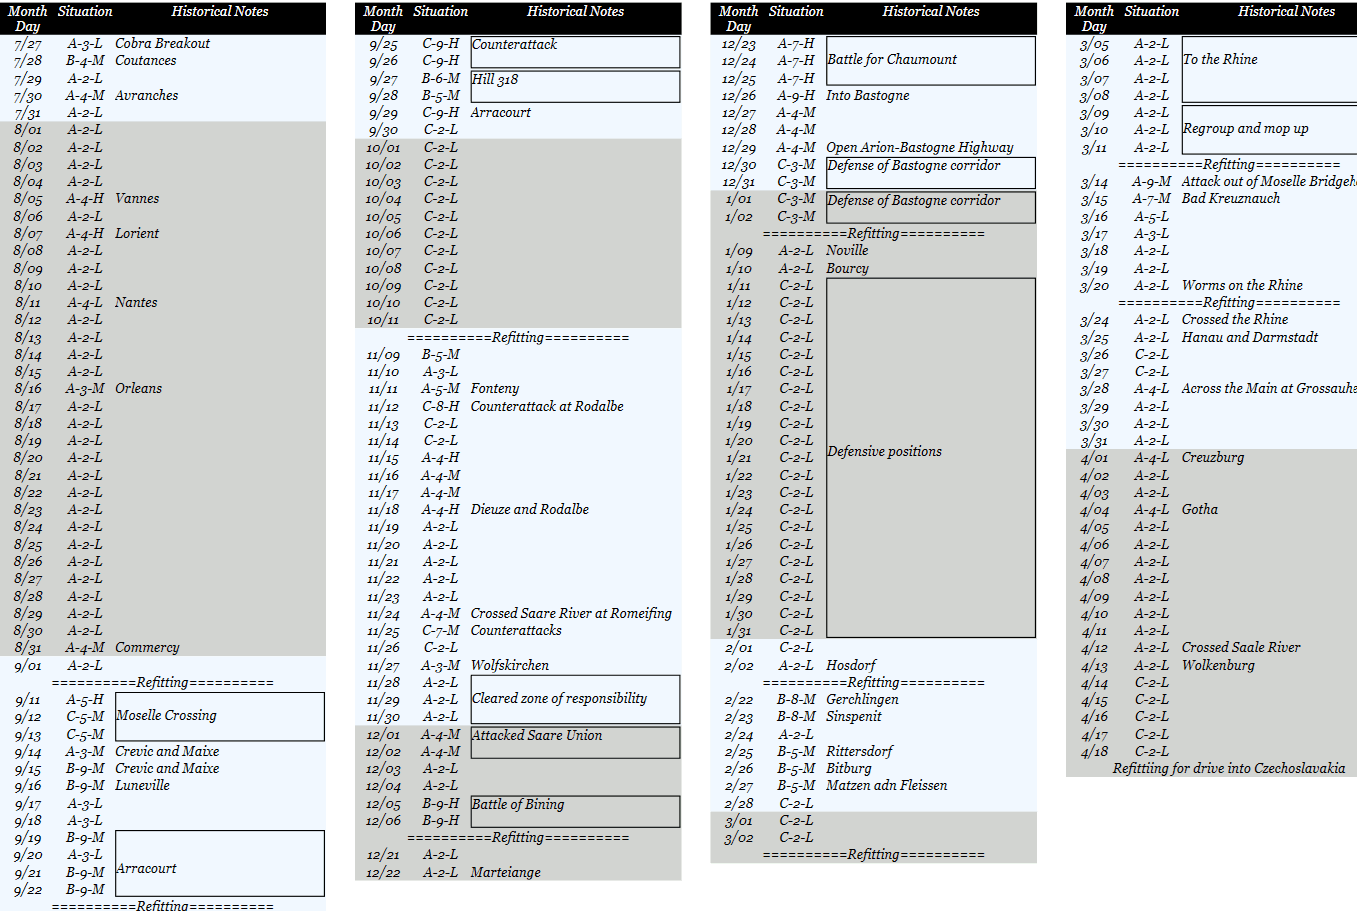 Month Situation Historical Notes
Day
7/27 A-3-L Cobra Breakout
7/28 B-4-M Coutances
7/29 A-2-L
7/30 A-4-M Avranches
7/31 A-2-L
8/01 A-2-L
8/02 A-2-L
8/03 A-2-L
8/04 A-2-L
8/05 A-4-H Vannes
8/06 A-2-L
8/07 A-4-H Lorient
8/08 A-2-L
8/09 A-2-L
8/10 A-2-L
8/11 A-4-L Nantes
8/12 A-2-L
8/13 A-2-L
8/14 A-2-L
8/15 A-2-L
8/16 A-3-M Orleans
8/17 A-2-L
8/18 A-2-L
8/19 A-2-L
8/20 A-2-L
8/21 A-2-L
8/22 A-2-L
8/23 A-2-L
8/24 A-2-L
8/25 A-2-L
8/26 A-2-L
8/27 A-2-L
8/28 A-2-L
8/29 A-2-L
8/30 A-2-L
8/31 A-4-M Commercy
9/01 A-2-L
==========Refitting==========
9/11 A-5-H
9/12 C-5-M Moselle Crossing
9/13 C-5-M
9/14 A-3-M Crevic and Maixe
9/15 B-9-M Crevic and Maixe
9/16 B-9-M Luneville
9/17 A-3-L
9/18 A-3-L
9/19 B-9-M
9/20 A-3-L
9/21 B-9-M Arracourt
9/22 B-9-M
==========Refitting==========
Month Situation Historical Notes
Day
9/25 C-9-H Counterattack
9/26 C-9-H
9/27 B-6-M Hill 318
9/28 B-5-M
9/29 C-9-H Arracourt
9/30 C-2-L
10/01 C-2-L
10/02 C-2-L
10/03 C-2-L
10/04 C-2-L
10/05 C-2-L
10/06 C-2-L
10/07 C-2-L
10/08 C-2-L
10/09 C-2-L
10/10 C-2-L
10/11 C-2-L
==========Refitting==========
11/09 B-5-M
11/10 A-3-L
11/11 A-5-M Fonteny
11/12 C-8-H Counterattack at Rodalbe
11/13 C-2-L
11/14 C-2-L
11/15 A-4-H
11/16 A-4-M
11/17 A-4-M
11/18 A-4-H Dieuze and Rodalbe
11/19 A-2-L
11/20 A-2-L
11/21 A-2-L
11/22 A-2-L
11/23 A-2-L
11/24 A-4-M Crossed Saare River at Romeifing
11/25 C-7-M Counterattacks
11/26 C-2-L
11/27 A-3-M Wolfskirchen
11/28 A-2-L
11/29 A-2-L Cleared zone of responsibility
11/30 A-2-L
12/01 A-4-M Attacked Saare Union
12/02 A-4-M
12/03 A-2-L
12/04 A-2-L
12/05 B-9-H Battle of Bining
12/06 B-9-H
==========Refitting==========
12/21 A-2-L
12/22 A-2-L Marteiange
Month Situation Historical Notes
Day
12/23 A-7-H
12/24 A-7-H Battle for Chaumount
12/25 A-7-H
12/26 A-9-H Into Bastogne
12/27 A-4-M
12/28 A-4-M
12/29 A-4-M Open Arion-Bastogne Highway
12/30 C-3-M Defense of Bastogne corridor
12/31 C-3-M
1/01 C-3-M Defense of Bastogne corridor
1/02 C-3-M
==========Refitting==========
1/09 A-2-L Noville
1/10 A-2-L Bourcy
1/11 C-2-L
1/12 C-2-L
1/13 C-2-L
1/14 C-2-L
1/15 C-2-L
1/16 C-2-L
1/17 C-2-L
1/18 C-2-L
1/19 C-2-L
1/20 C-2-L
1/21 C-2-L Defensive positions
1/22 C-2-L
1/23 C-2-L
1/24 C-2-L
1/25 C-2-L
1/26 C-2-L
1/27 C-2-L
1/28 C-2-L
1/29 C-2-L
1/30 C-2-L
1/31 C-2-L
2/01 C-2-L
2/02 A-2-L Hosdorf
==========Refitting==========
2/22 B-8-M Gerchlingen
2/23 B-8-M Sinspenit
2/24 A-2-L
2/25 B-5-M Rittersdorf
2/26 B-5-M Bitburg
2/27 B-5-M Matzen adn Fleissen
2/28 C-2-L
3/01 C-2-L
3/02 C-2-L
==========Refitting==========
Month Situation Historical Notes
Day
3/05 A-2-L
3/06 A-2-L To the Rhine
3/07 A-2-L
3/08 A-2-L
3/09 A-2-L
3/10 A-2-L Regroup and mop up
3/11 A-2-L
==========Refitting==========
3/14 A-9-M Attack out of Moselle Bridgeh
3/15 A-7-M Bad Kreuznauch
3/16 A-5-L
3/17 A-3-L
3/18 A-2-L
3/19 A-2-L
3/20 A-2-L Worms on the Rhine
==========Refitting==========
3/24 A-2-L Crossed the Rhine
3/25 A-2-L Hanau and Darmstadt
3/26 C-2-L
3/27 C-2-L
3/28 A-4-L Across the Main at Grossauhe
3/29 A-2-L
3/30 A-2-L
3/31 A-2-L
4/01 A-4-L Creuzburg
4/02 A-2-L
4/03 A-2-L
4/04 A-4-L Gotha
4/05 A-2-L
4/06 A-2-L
4/07 A-2-L
4/08 A-2-L
4/09 A-2-L
4/10 A-2-L
4/11 A-2-L
4/12 A-2-L Crossed Saale River
4/13 A-2-L Wolkenburg
4/14 C-2-L
4/15 C-2-L
4/16 C-2-L
4/17 C-2-L
4/18 C-2-L
Refittiing for drive into Czechoslavakia